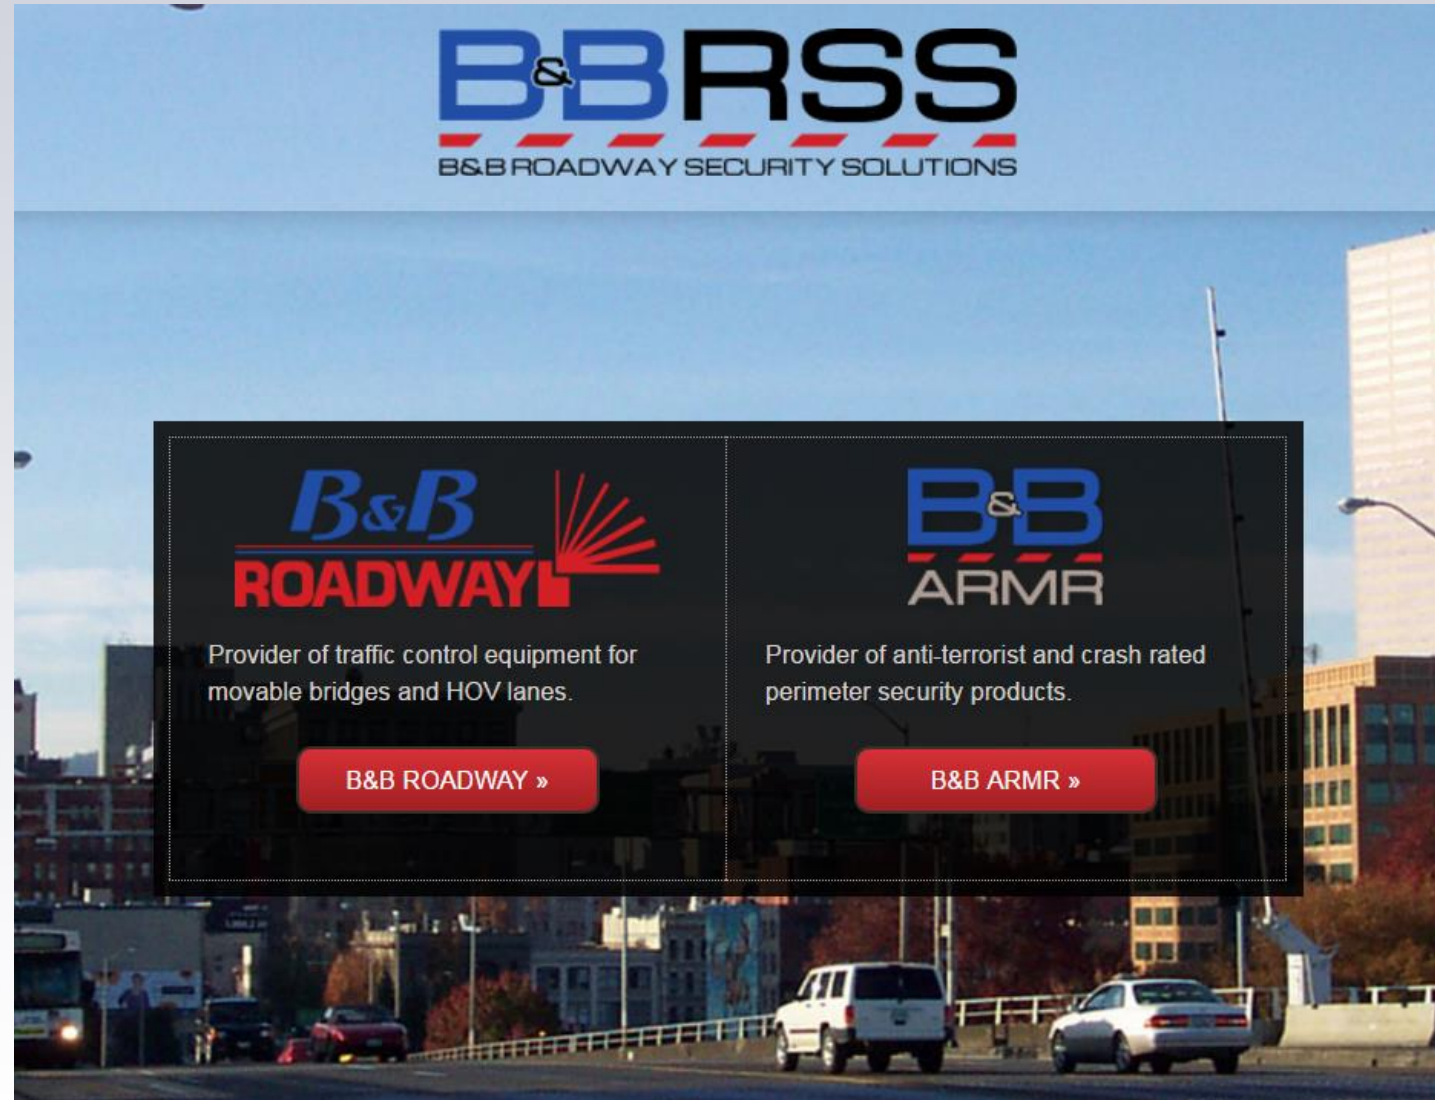 B&B RSS
B&B ROADWAY SECURITY SOLUTIONS
B&B
ROADWAY
Provider of traffic control equipment for
movable bridges and HOV lanes.
B&B ROADWAY »
B&B
ARMR
Provider of anti-terrorist and crash rated
perimeter security products.
B&B ARMR »